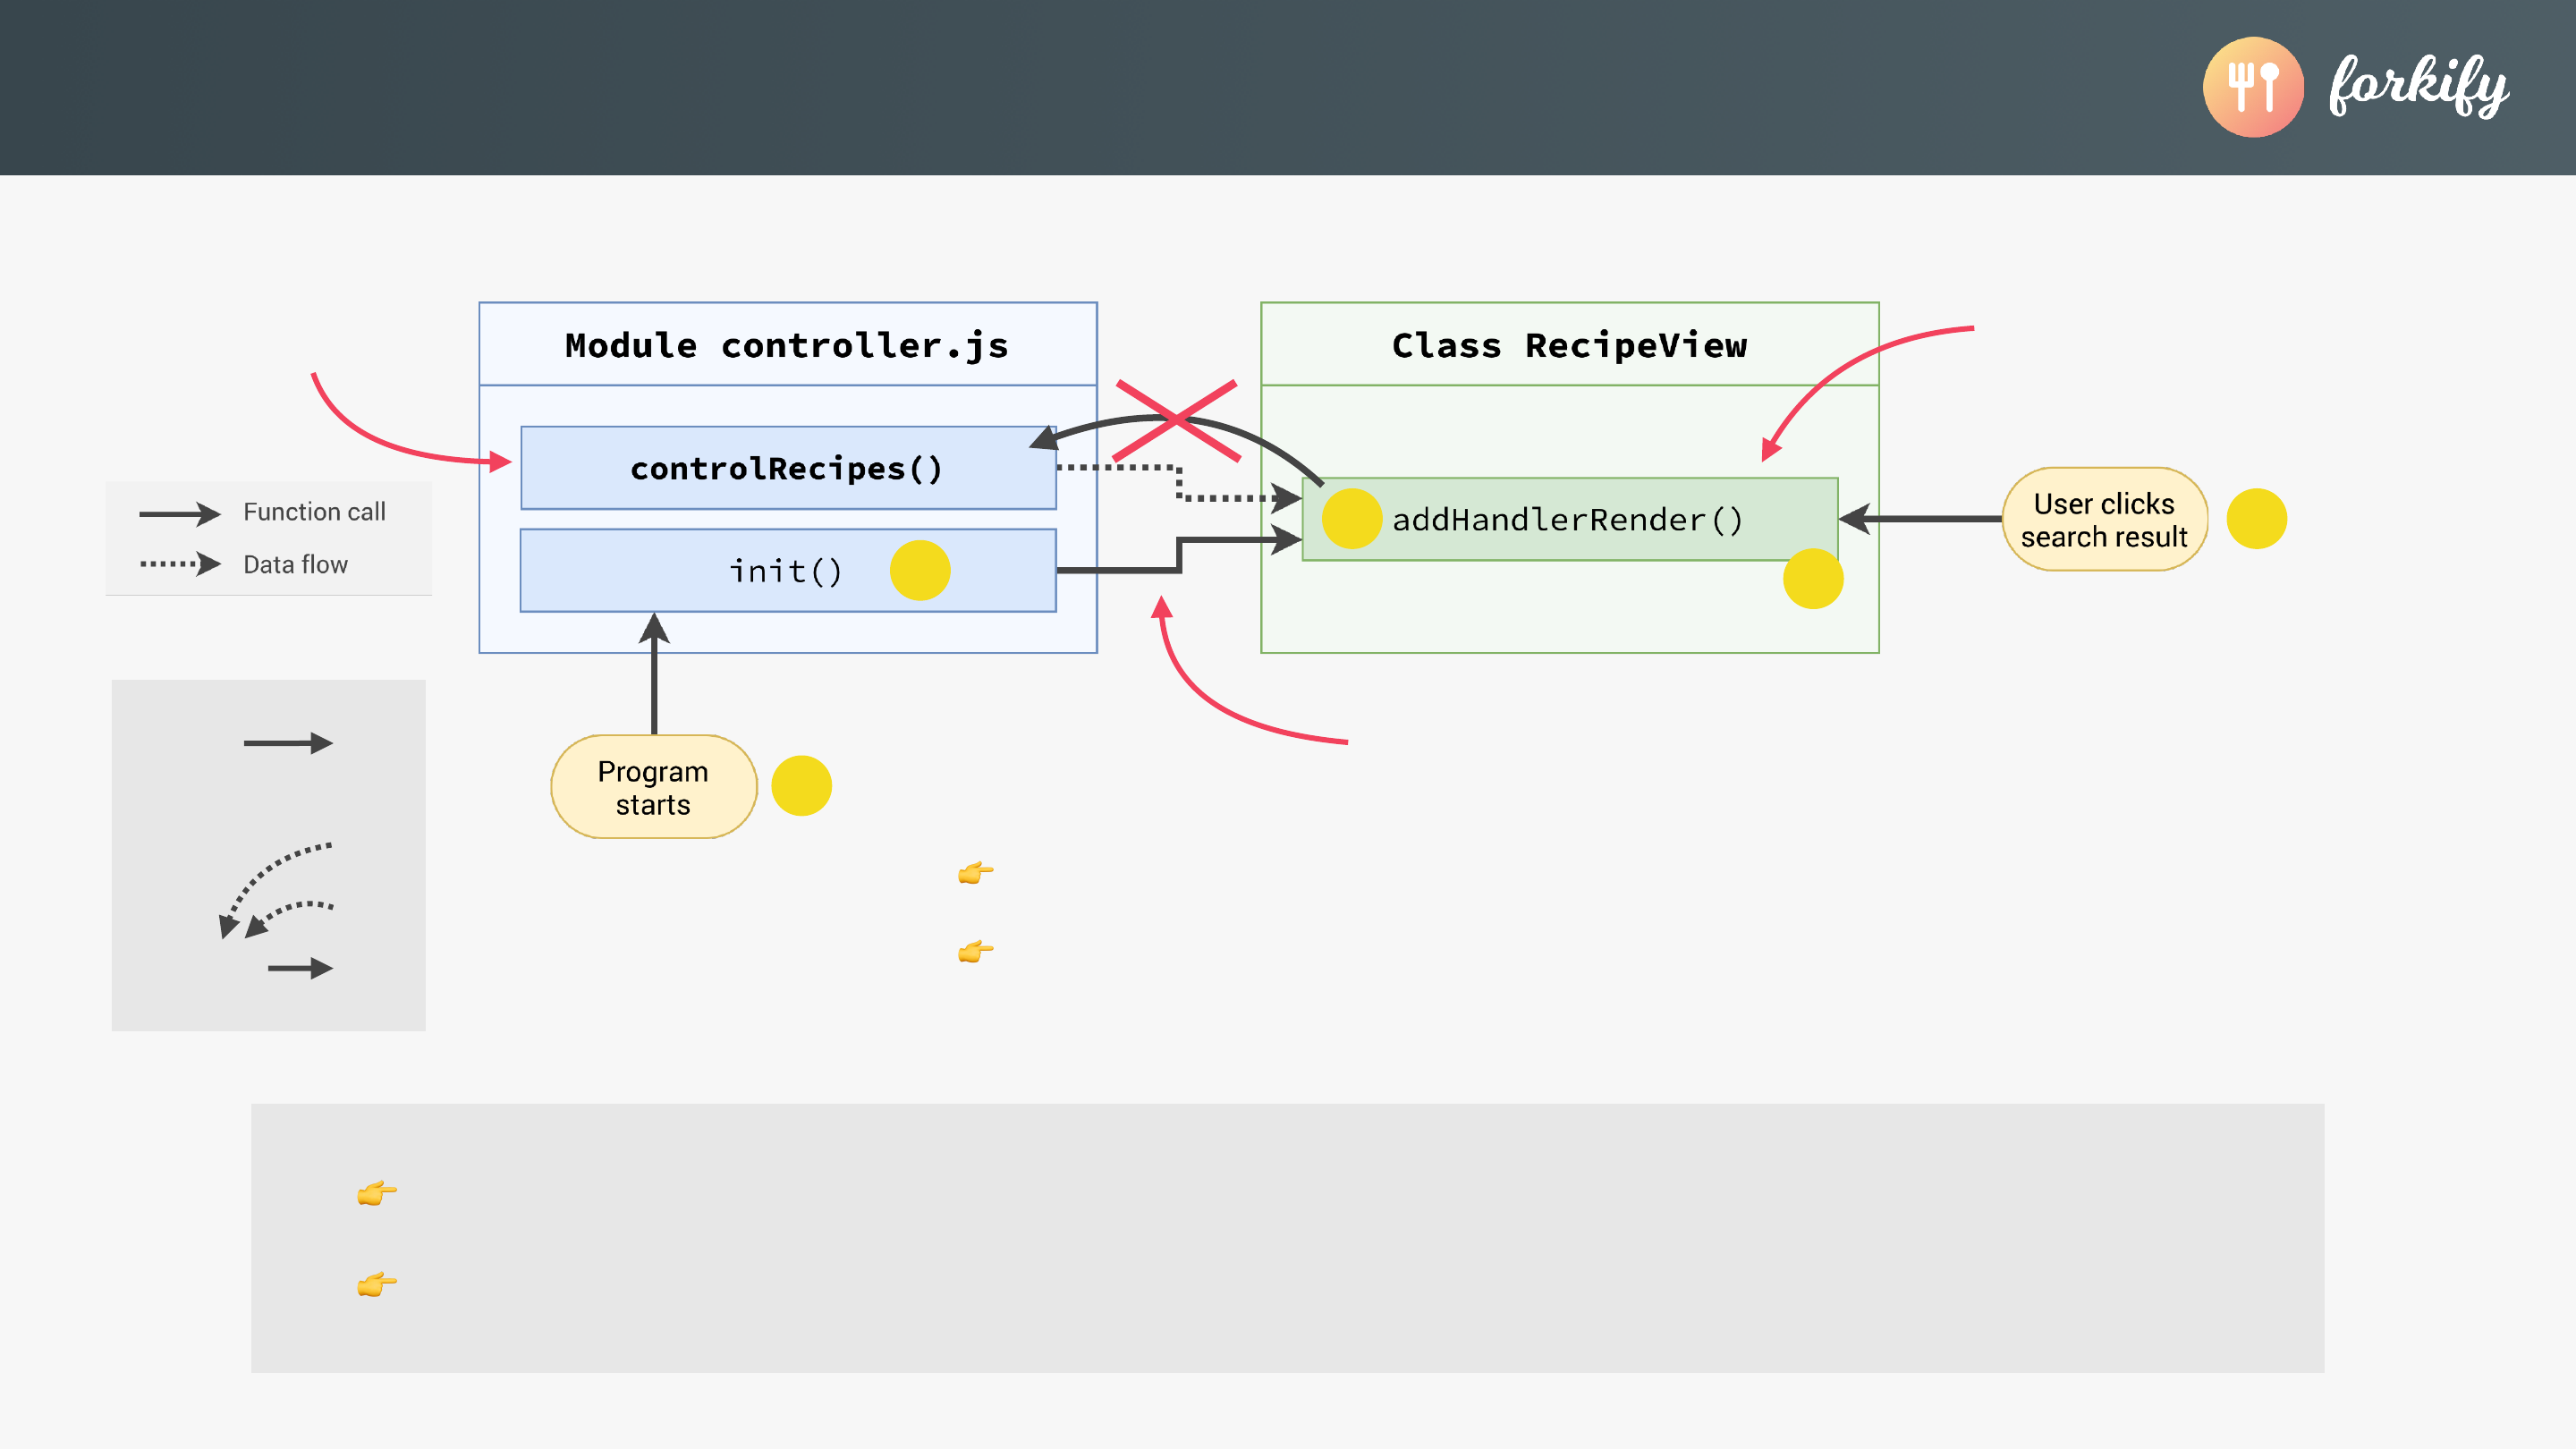 forkify
Module controller.js
Class RecipeView
controlRecipes()
Function call
Data flow
addHandlerRender()
User clicks
search result
init()
Program
starts